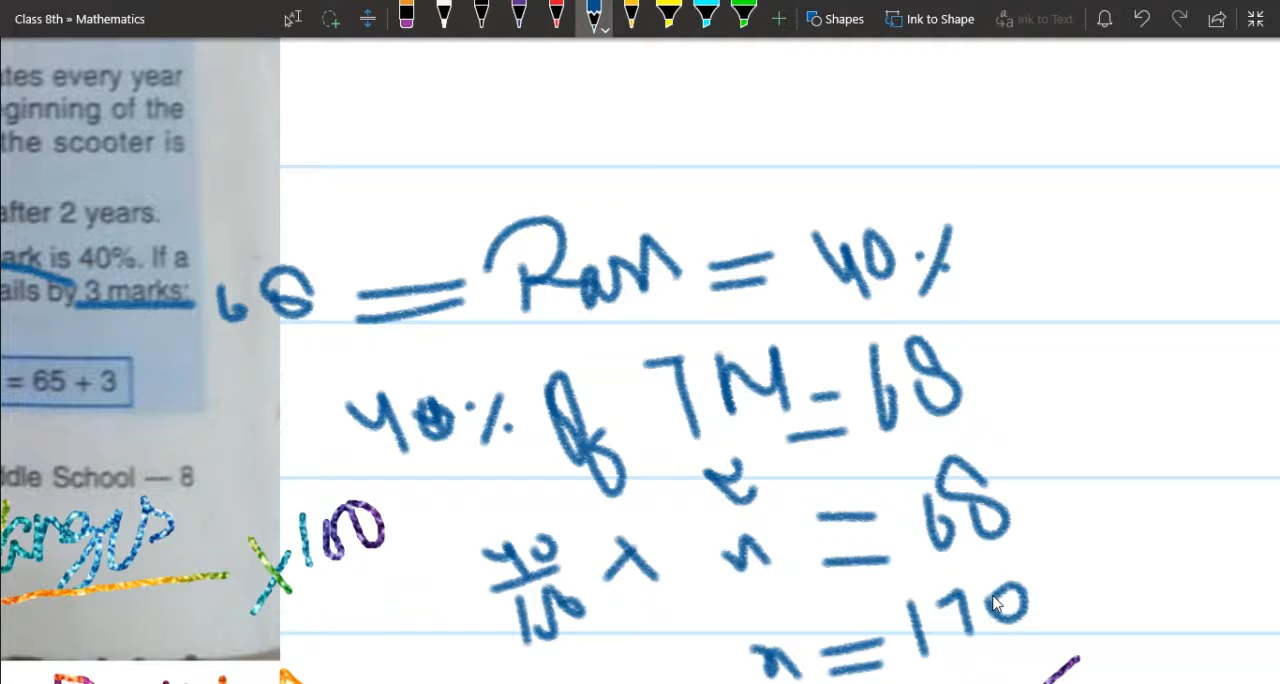 Class 8th » Mathematics
Shapes
Ink to Shape
Ink to Text
tes every year
ginning of the
the scooter is
after 2 years.
ark is 40%. If a
ails by 3 marks:
= 65 + 3
ddle School — 8
×100
68 = Pass = 40%
40% of TM = 68
40/100 × x = 68
x = 170